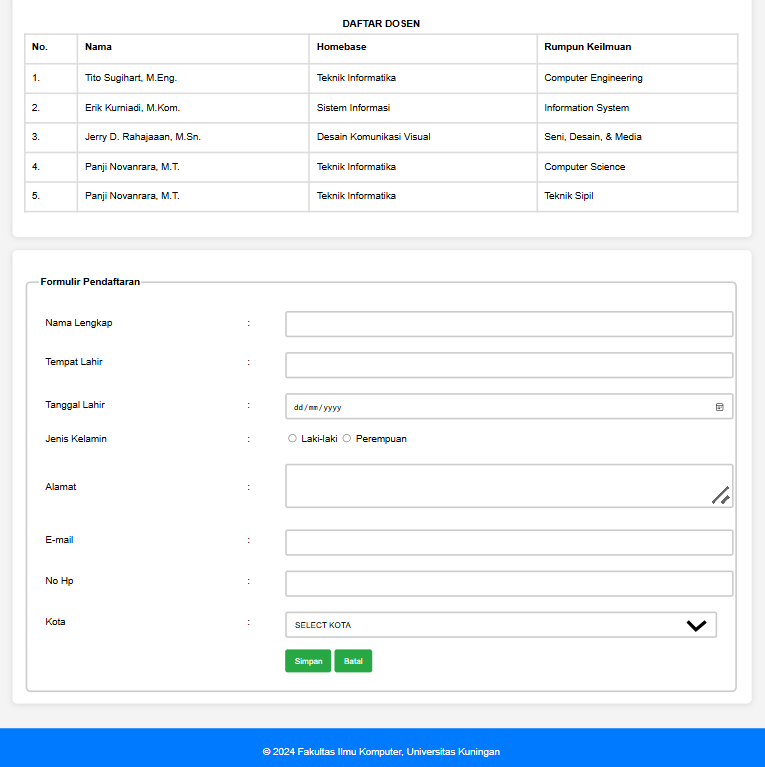 DAFTAR DOSEN
No. Nama Homebase Rumpun Keilmuan
1. Tito Sugihart, M.Eng. Teknik Informatika Computer Engineering
2. Erik Kurniadi, M.Kom. Sistem Informasi Information System
3. Jerry D. Rahajaaan, M.Sn. Desain Komunikasi Visual Seni, Desain, & Media
4. Panji Novanrara, M.T. Teknik Informatika Computer Science
5. Panji Novanrara, M.T. Teknik Informatika Teknik Sipil
Formulir Pendaftaran
Nama Lengkap :
Tempat Lahir :
Tanggal Lahir : dd/mm/yyyy
Jenis Kelamin : Laki-laki Perempuan
Alamat :
E-mail :
No Hp :
Kota : SELECT KOTA
Simpan Batal
© 2024 Fakultas Ilmu Komputer, Universitas Kuningan